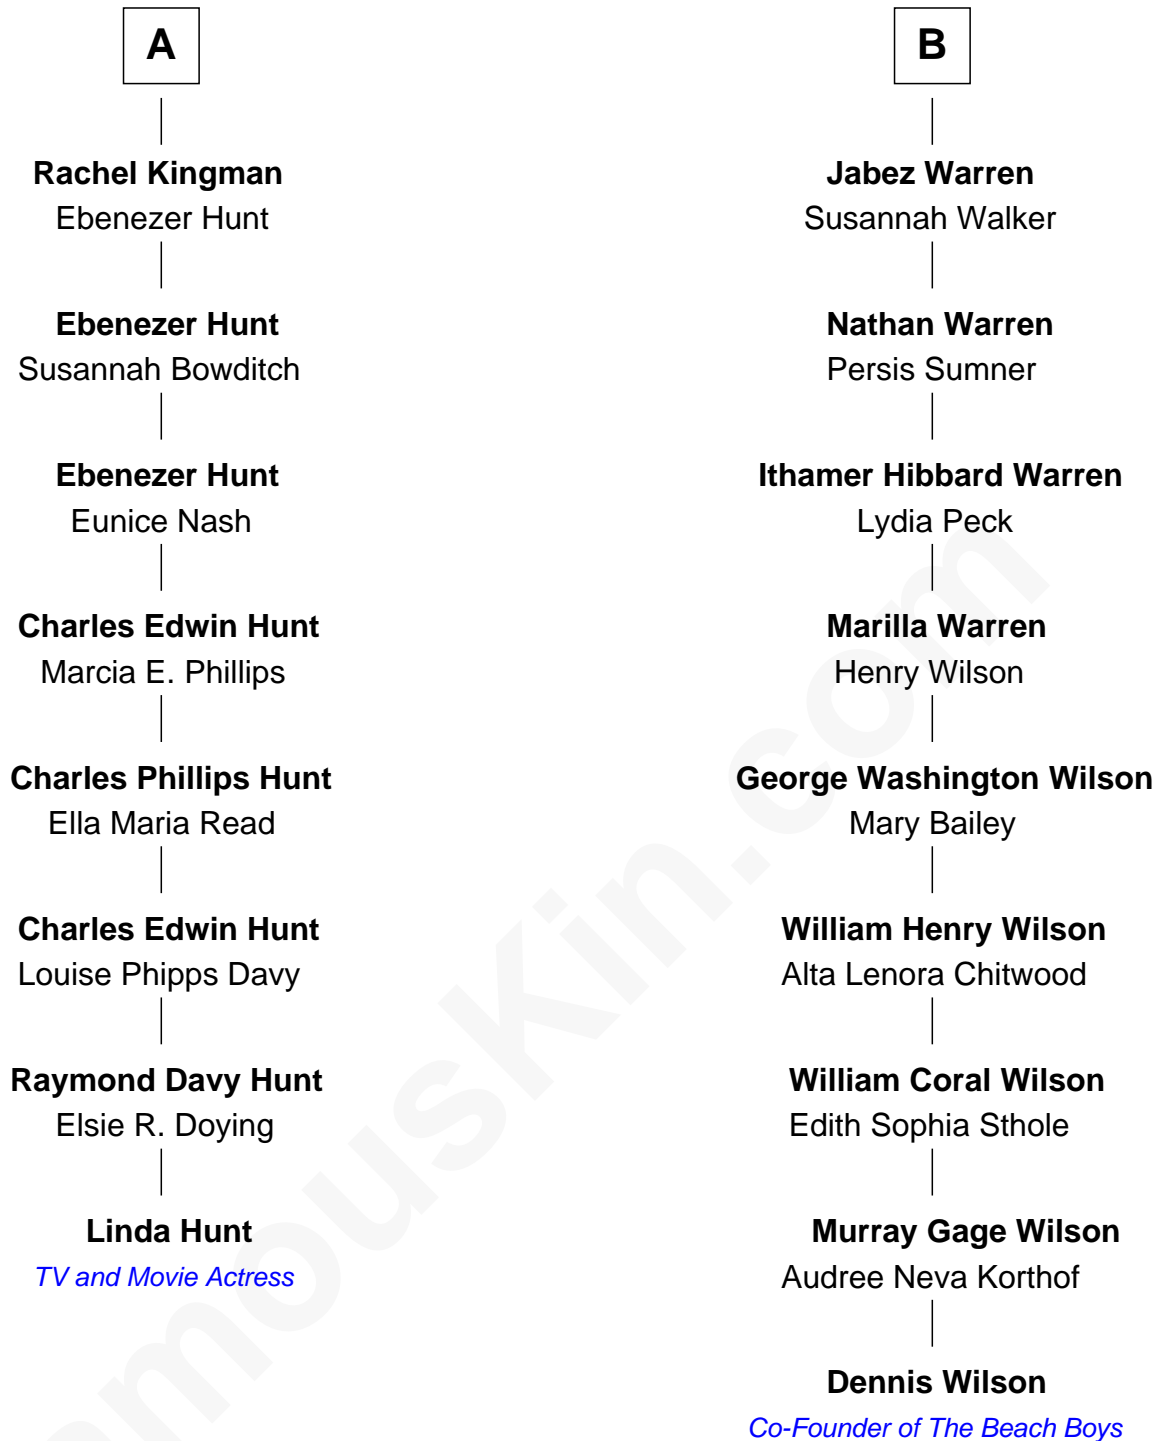 A
Rachel Kingman
Ebenezer Hunt
Ebenezer Hunt
Susannah Bowditch
Ebenezer Hunt
Eunice Nash
Charles Edwin Hunt
Marcia E. Phillips
Charles Phillips Hunt
Ella Maria Read
Charles Edwin Hunt
Louise Phipps Davy
Raymond Davy Hunt
Elsie R. Doying
Linda Hunt
TV and Movie Actress
B
Jabez Warren
Susannah Walker
Nathan Warren
Persis Sumner
Ithamer Hibbard Warren
Lydia Peck
Marilla Warren
Henry Wilson
George Washington Wilson
Mary Bailey
William Henry Wilson
Alta Lenora Chitwood
William Coral Wilson
Edith Sophia Sthole
Murray Gage Wilson
Audree Neva Korthof
Dennis Wilson
Co-Founder of The Beach Boys
amouskin.com